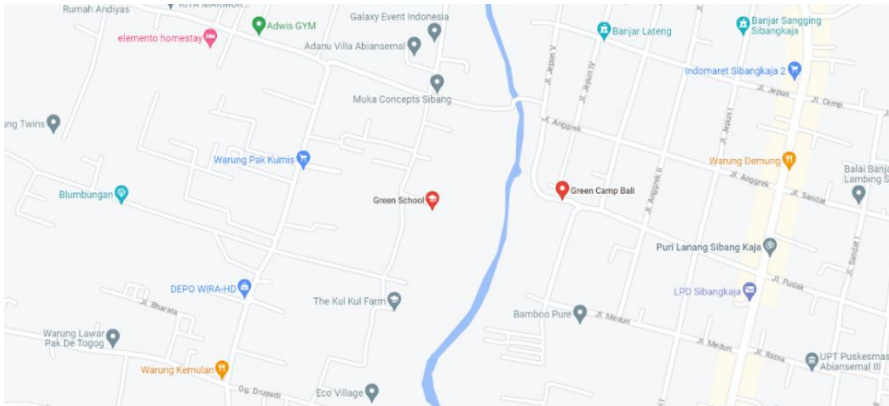 Rumah Andiyas
Adwis GYM
Galaxy Event Indonesia
elemento homestay
Adanu Villa Abiansemal
Banjar Lateng
Banjar Sangging
Sibangkaja
Indomaret Sibangkaja 2
Muka Concepts Sibang
Jl. Jepun V
Jl. Jepun IV
Jl. Jepun
Jl. Cemp
Jl. Jepun I
ung Twins
Jl. Anggrek
Warung Pak Kumis
Warung Demung
Balai Banja
Lambing S
Jl. Anggrek
Jl. Sandat
Blumbungan
Green School
Green Camp Bali
Jl. Anggrek II
Puri Lanang Sibang Kaja
Jl. Sandat I
Jl. Pudak
DEPO WIRA-HD
LPD Sibangkaja
Jl. Bharata
The Kul Kul Farm
Bamboo Pure
Jl. Meduri
Warung Lawar
Pak De Togog
Jl. Meduri
Jl. Ratna
UPT Puskesmas
Abiansemal III
Warung Kemulan
Gg. Drupadi
Eco Village